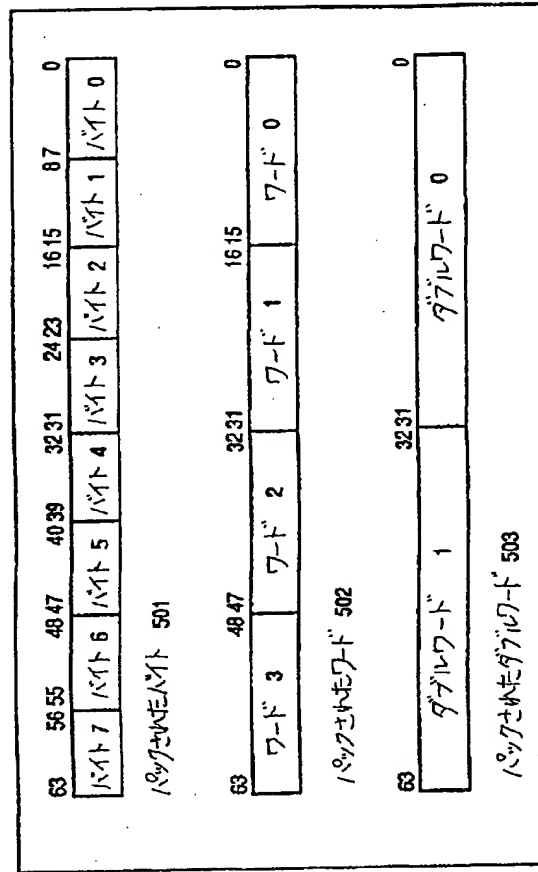 63 56 55 48 47 40 39 32 31 24 23 16 15 8 7 0
バイト 7 バイト 6 バイト 5 バイト 4 バイト 3 バイト 2 バイト 1 バイト 0
パックされたバイト 501
63 48 47 32 31 16 15 0
ワード 3 ワード 2 ワード 1 ワード 0
パックされたワード 502
63 32 31 0
ダブルワード 1 ダブルワード 0
パックされたダブルワード 503